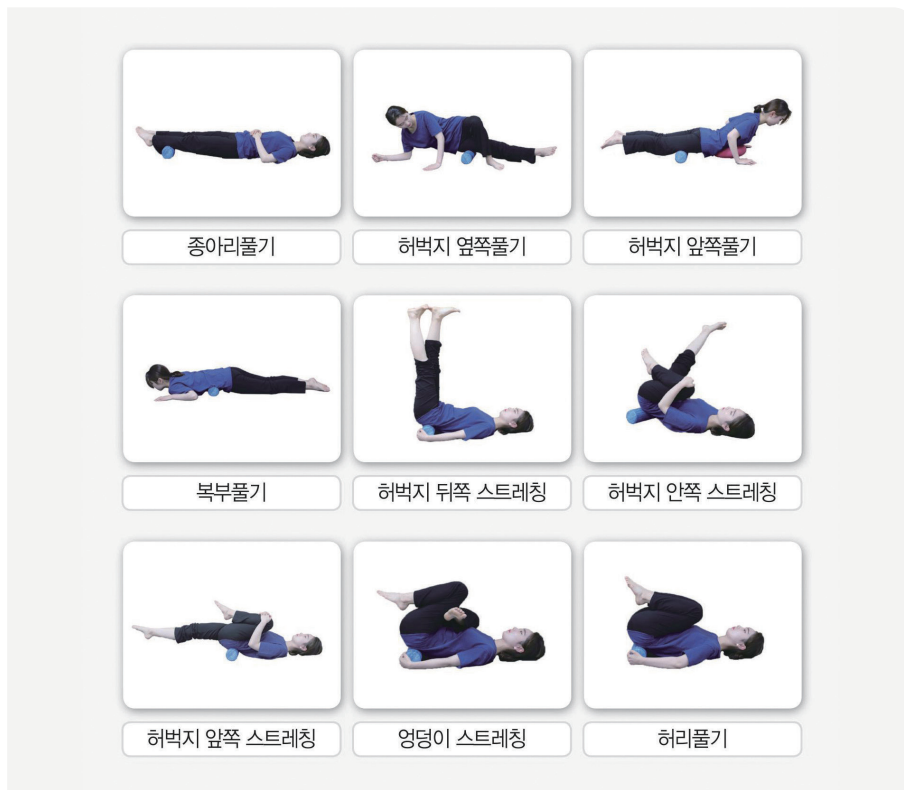 종아리풀기
허벅지 옆쪽풀기
허벅지 앞쪽풀기
복부풀기
허벅지 뒤쪽 스트레칭
허벅지 안쪽 스트레칭
허벅지 앞쪽 스트레칭
엉덩이 스트레칭
허리풀기